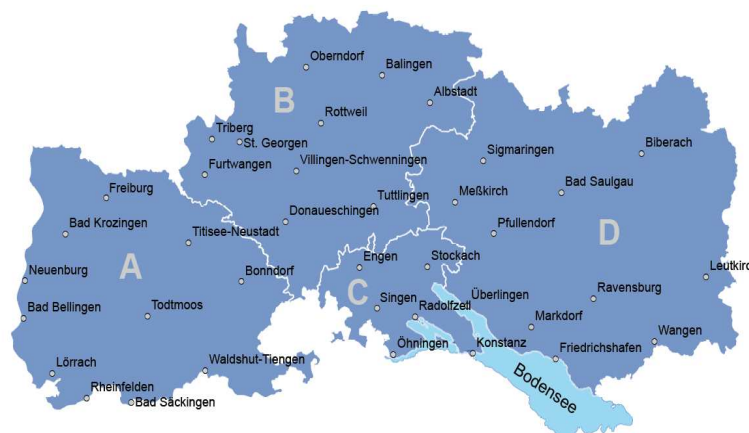 Oberndorf
Balingen
B
Albstadt
Rottweil
Triberg
St. Georgen
Biberach
Sigmaringen
Furtwangen
Villingen-Schwenningen
Freiburg
Bad Saulgau
Meßkirch
Tuttlingen
Bad Krozingen
Donaueschingen
Pfullendorf
D
Titisee-Neustadt
A
Engen
Stockach
Neuenburg
Bonndorf
Leutkirc
C
Überlingen
Ravensburg
Singen
Radolfzell
Bad Bellingen
Todtmoos
Markdorf
Wangen
Öhningen
Konstanz
Friedrichshafen
Lörrach
Waldshut-Tiengen
Bodensee
Rheinfelden
Bad Säckingen